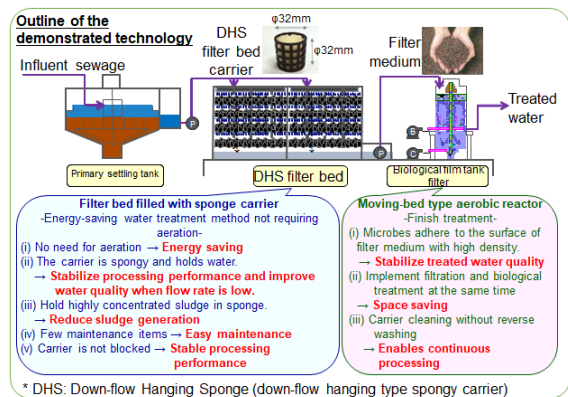 Outline of the
demonstrated technology
DHS
filter bed
carrier
φ32mm
φ32mm
Filter
medium
Influent sewage
Treated
water
P
P
B
C
Primary settling tank
DHS filter bed
Biological film tank
filter
Filter bed filled with sponge carrier
-Energy-saving water treatment method not requiring
aeration-
(i) No need for aeration → Energy saving
(ii) The carrier is spongy and holds water.
→ Stabilize processing performance and improve
water quality when flow rate is low.
(iii) Hold highly concentrated sludge in sponge.
→ Reduce sludge generation
(iv) Few maintenance items → Easy maintenance
(v) Carrier is not blocked → Stable processing
performance
Moving-bed type aerobic reactor
-Finish treatment-
(i) Microbes adhere to the surface of
filter medium with high density.
→ Stabilize treated water quality
(ii) Implement filtration and biological
treatment at the same time
→ Space saving
(iii) Carrier cleaning without reverse
washing
→ Enables continuous
processing
* DHS: Down-flow Hanging Sponge (down-flow hanging type spongy carrier)